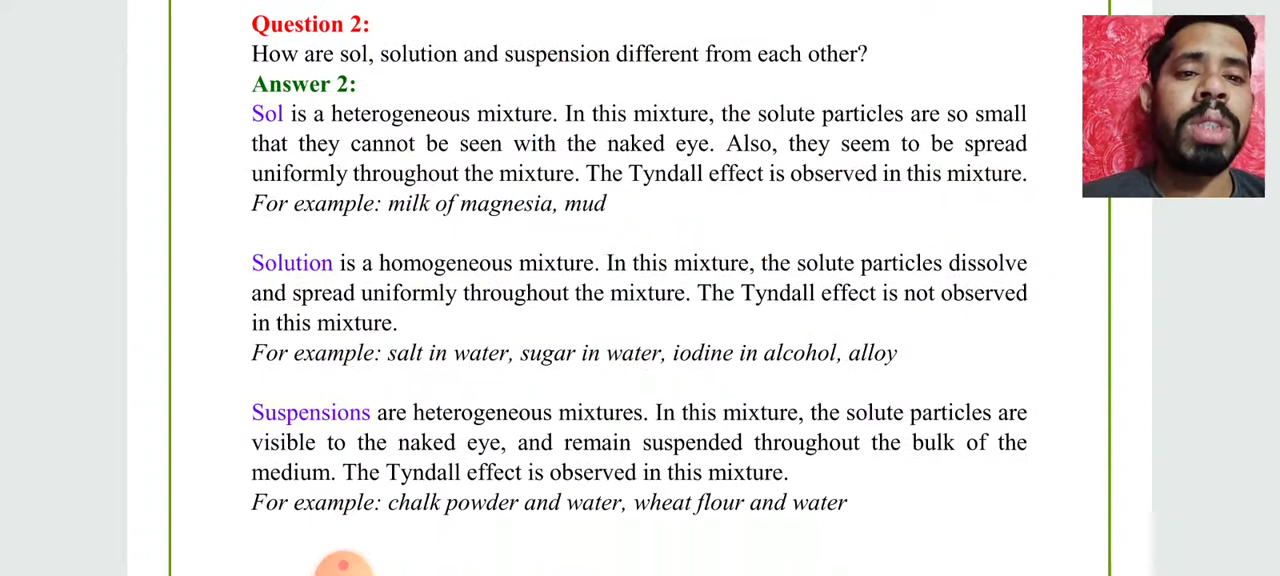 Question 2:
How are sol, solution and suspension different from each other?
Answer 2:
Sol is a heterogeneous mixture. In this mixture, the solute particles are so small
that they cannot be seen with the naked eye. Also, they seem to be spread
uniformly throughout the mixture. The Tyndall effect is observed in this mixture.
For example: milk of magnesia, mud
Solution is a homogeneous mixture. In this mixture, the solute particles dissolve
and spread uniformly throughout the mixture. The Tyndall effect is not observed
in this mixture.
For example: salt in water, sugar in water, iodine in alcohol, alloy
Suspensions are heterogeneous mixtures. In this mixture, the solute particles are
visible to the naked eye, and remain suspended throughout the bulk of the
medium. The Tyndall effect is observed in this mixture.
For example: chalk powder and water, wheat flour and water